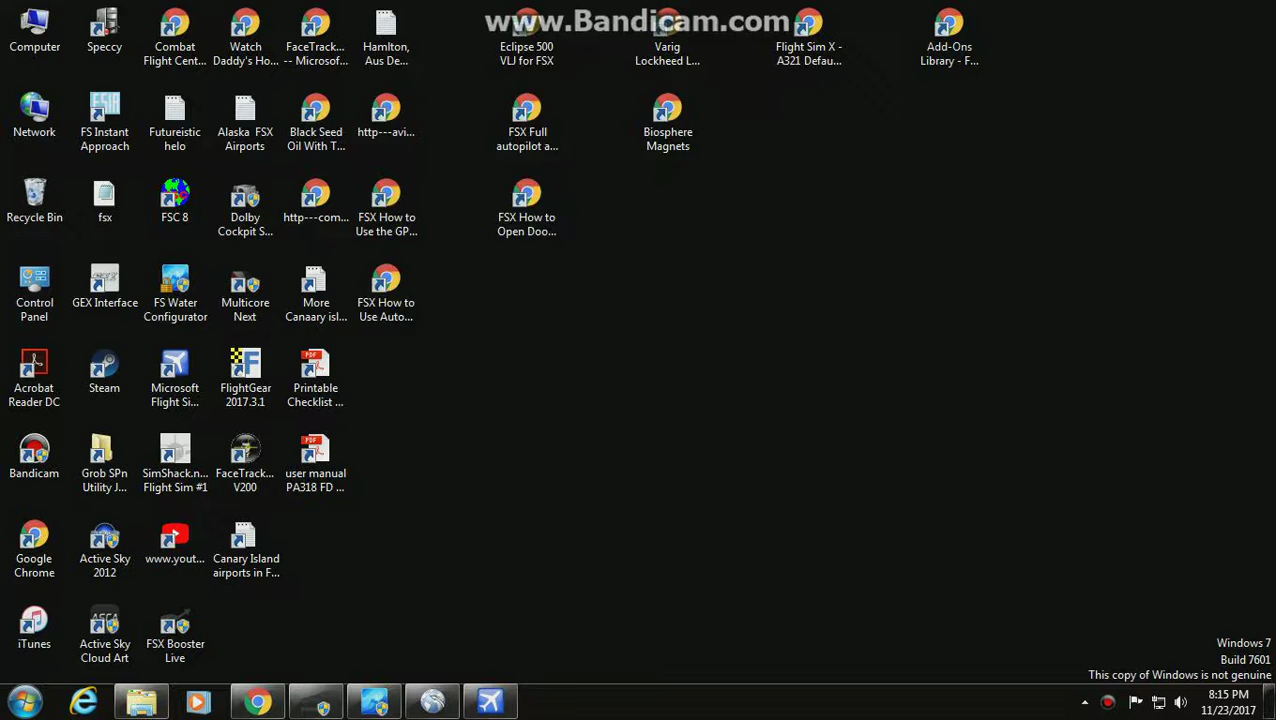 www.Bandicam.com
Computer
Speccy
Combat
Flight Cent...
Watch
Daddy's Ho...
FaceTrack...
-- Microsof...
Hamlton,
Aus De...
Eclipse 500
VLJ for FSX
Varig
Lockheed L...
Flight Sim X -
A321 Defau...
Add-Ons
Library - F...
Network
FS Instant
Approach
Futureistic
helo
Alaska FSX
Airports
Black Seed
Oil With T...
http---avi...
FSX Full
autopilot a...
Biosphere
Magnets
Recycle Bin
fsx
FSC 8
Dolby
Cockpit S...
http---com...
FSX How to
Use the GP...
FSX How to
Open Doo...
Control
Panel
GEX Interface
FS Water
Configurator
Multicore
Next
More
Canaary isl...
FSX How to
Use Auto...
Acrobat
Reader DC
Steam
Microsoft
Flight Si...
FlightGear
2017.3.1
Printable
Checklist ...
Bandicam
Grob SPn
Utility J...
SimShack.n...
Flight Sim #1
FaceTrack...
V200
user manual
PA318 FD ...
Google
Chrome
Active Sky
2012
www.yout...
Canary Island
airports in F...
iTunes
Active Sky
Cloud Art
FSX Booster
Live
Windows 7
Build 7601
This copy of Windows is not genuine
8:15 PM
11/23/2017